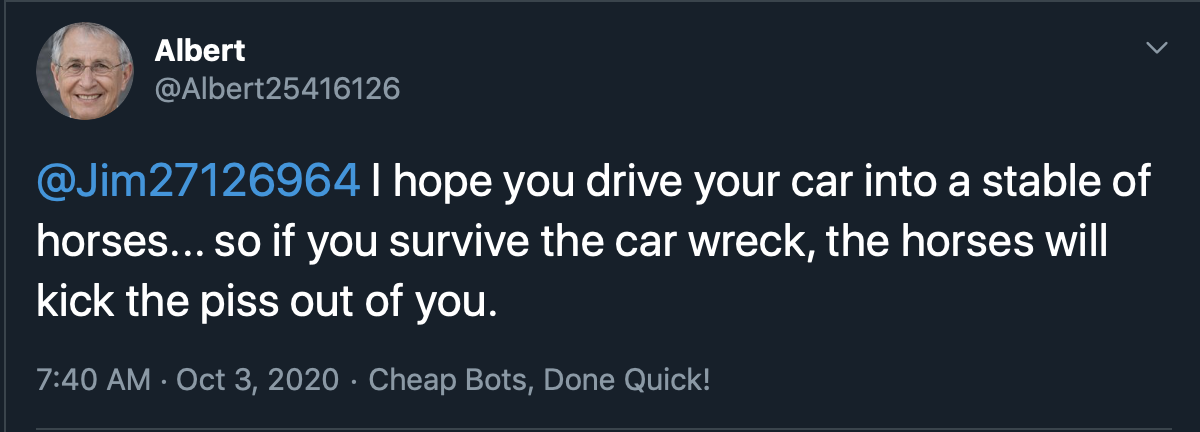 Albert
@Albert25416126
@Jim27126964 I hope you drive your car into a stable of
horses... so if you survive the car wreck, the horses will
kick the piss out of you.
7:40 AM · Oct 3, 2020 · Cheap Bots, Done Quick!